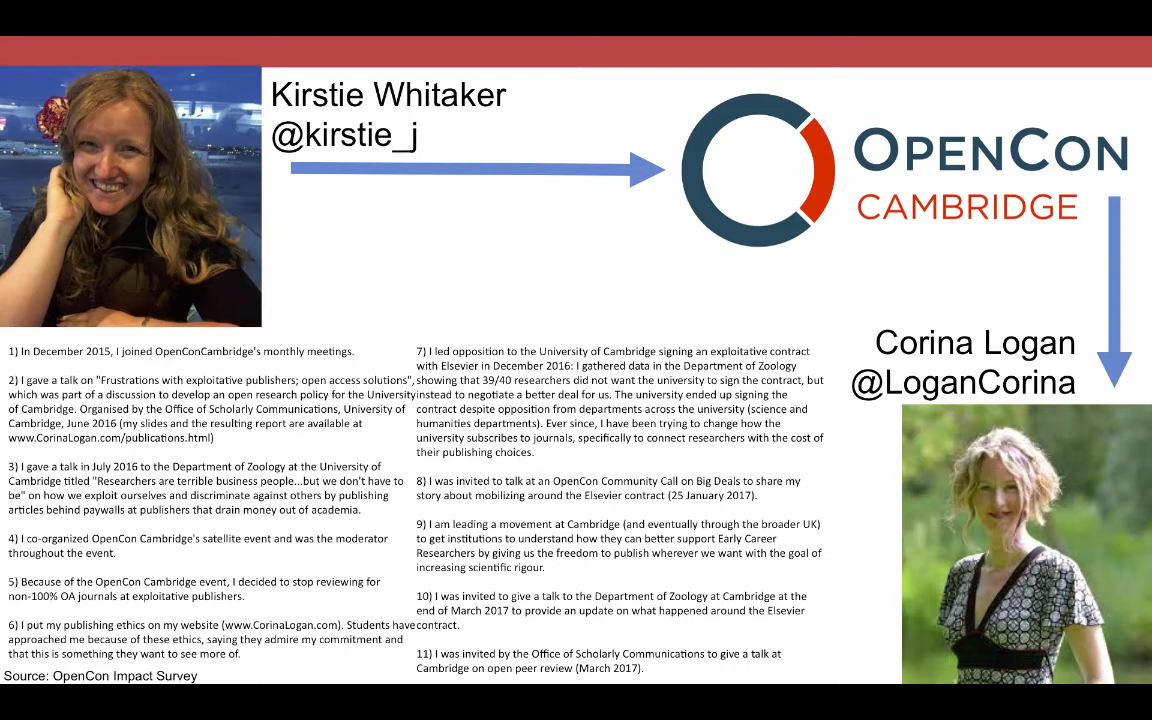 Kirstie Whitaker
@kirstie_j
OPENCON
CAMBRIDGE
Corina Logan
@LoganCorina
1) In December 2015, I joined OpenConCambridge's monthly meetings.
2) I gave a talk on "Frustrations with exploitative publishers; open access solutions",
which was part of a discussion to develop an open research policy for the University
of Cambridge. Organised by the Office of Scholarly Communications, University of
Cambridge, June 2016 (my slides and the resulting report are available at
www.CorinaLogan.com/publications.html)
3) I gave a talk in July 2016 to the Department of Zoology at the University of
Cambridge titled "Researchers are terrible business people...but we don't have to
be" on how we exploit ourselves and discriminate against others by publishing
articles behind paywalls at publishers that drain money out of academia.
4) I co-organized OpenCon Cambridge's satellite event and was the moderator
throughout the event.
5) Because of the OpenCon Cambridge event, I decided to stop reviewing for
non-100% OA journals at exploitative publishers.
6) I put my publishing ethics on my website (www.CorinaLogan.com). Students have
approached me because of these ethics, saying they admire my commitment and
that this is something they want to see more of.
7) I led opposition to the University of Cambridge signing an exploitative contract
with Elsevier in December 2016: I gathered data in the Department of Zoology
showing that 39/40 researchers did not want the university to sign the contract, but
instead to negotiate a better deal for us. The university ended up signing the
contract despite opposition from departments across the university (science and
humanities departments). Ever since, I have been trying to change how the
university subscribes to journals, specifically to connect researchers with the cost of
their publishing choices.
8) I was invited to talk at an OpenCon Community Call on Big Deals to share my
story about mobilizing around the Elsevier contract (25 January 2017).
9) I am leading a movement at Cambridge (and eventually through the broader UK)
to get institutions to understand how they can better support Early Career
Researchers by giving us the freedom to publish wherever we want with the goal of
increasing scientific rigour.
10) I was invited to give a talk to the Department of Zoology at Cambridge at the
end of March 2017 to provide an update on what happened around the Elsevier
contract.
11) I was invited by the Office of Scholarly Communications to give a talk at
Cambridge on open peer review (March 2017).
Source: OpenCon Impact Survey